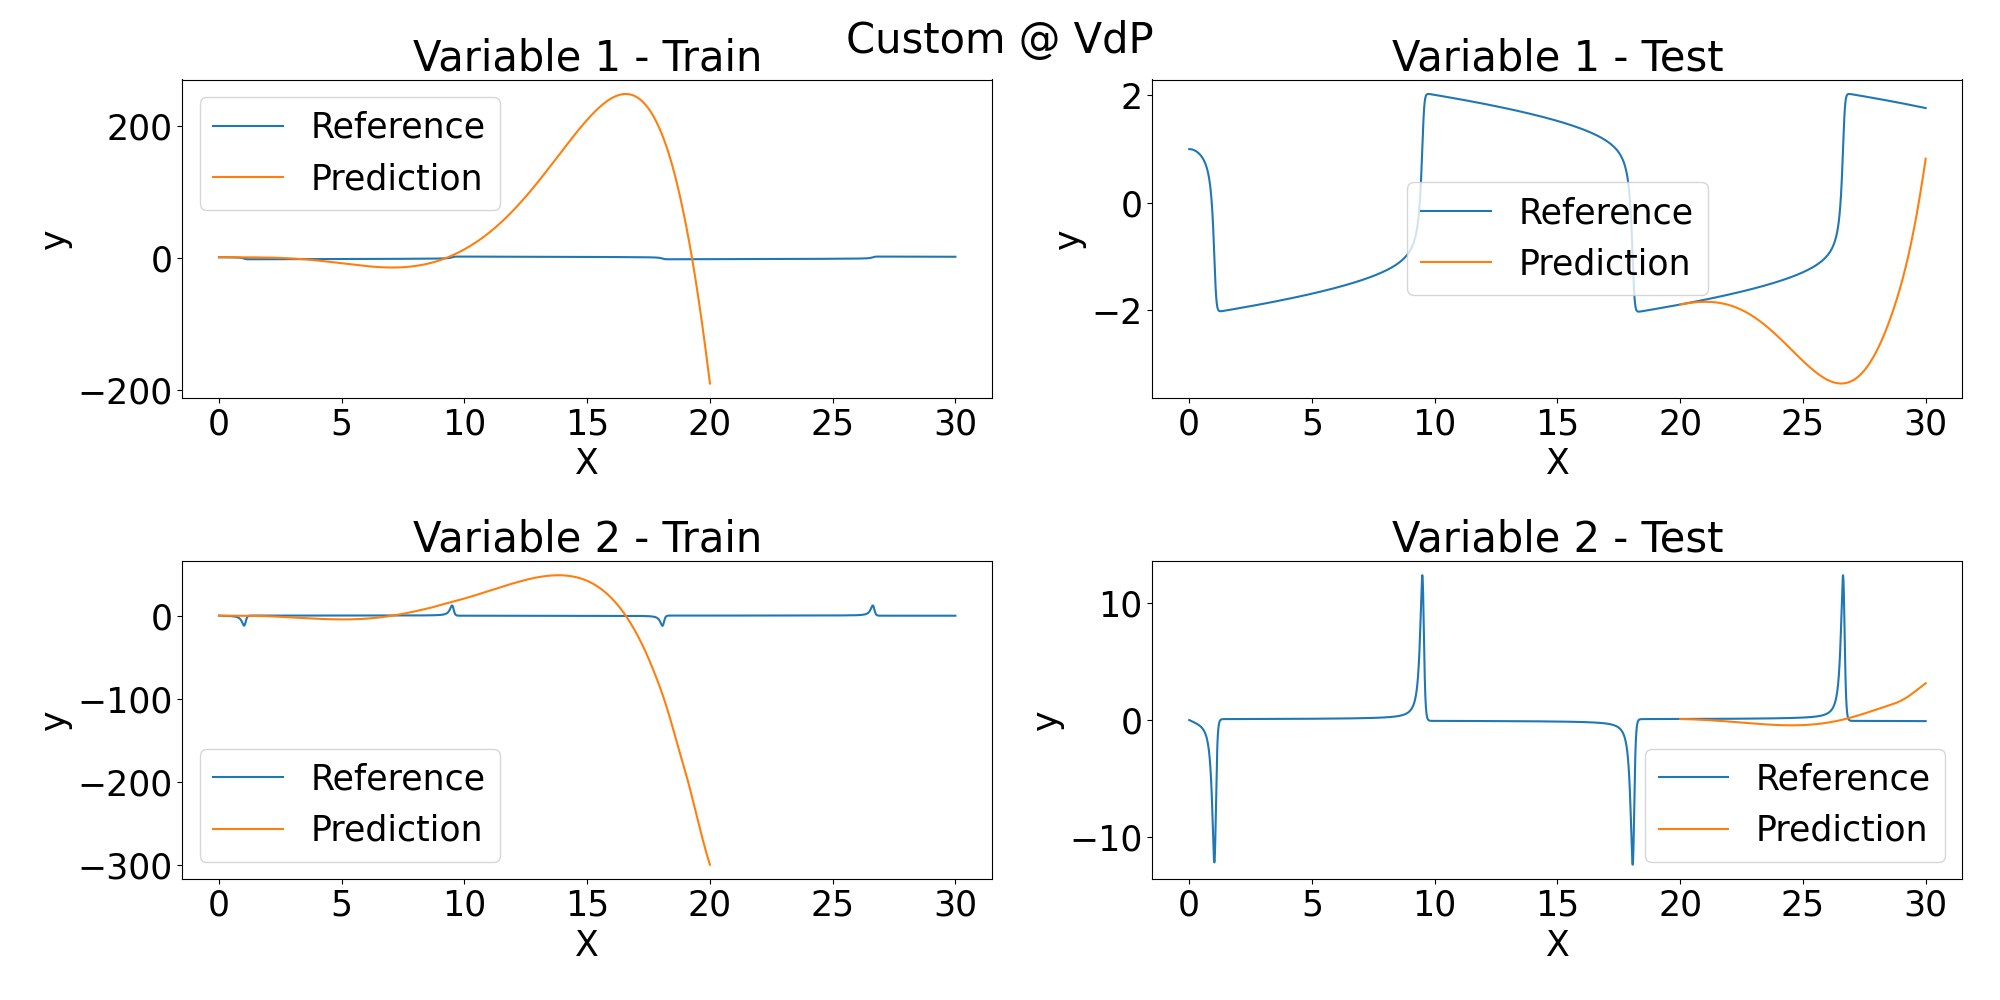 Custom @ VdP
Variable 1 - Train
200
0
−200
y
Reference
Prediction
0 5 10 15 20 25 30
X
Variable 1 - Test
2
0
−2
y
Reference
Prediction
0 5 10 15 20 25 30
X
Variable 2 - Train
0
−100
−200
−300
y
Reference
Prediction
0 5 10 15 20 25 30
X
Variable 2 - Test
10
0
−10
y
Reference
Prediction
0 5 10 15 20 25 30
X